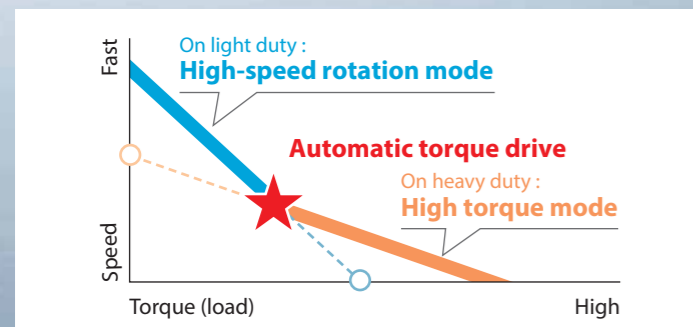 Fast
On light duty :
High-speed rotation mode
Automatic torque drive
On heavy duty :
High torque mode
Speed
Torque (load)
High